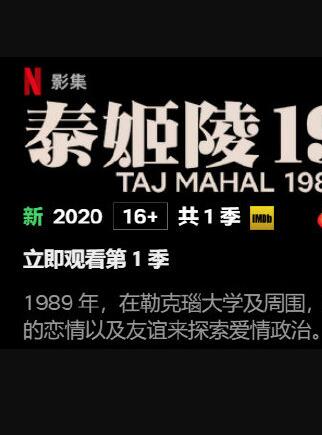 N 影集
泰姬陵 19
TAJ MAHAL 198
新 2020 16+ 共 1 季 IMDb
立即观看第 1 季
1989 年，在勒克瑙大学及周围，
的恋情以及友谊来探索爱情政治。